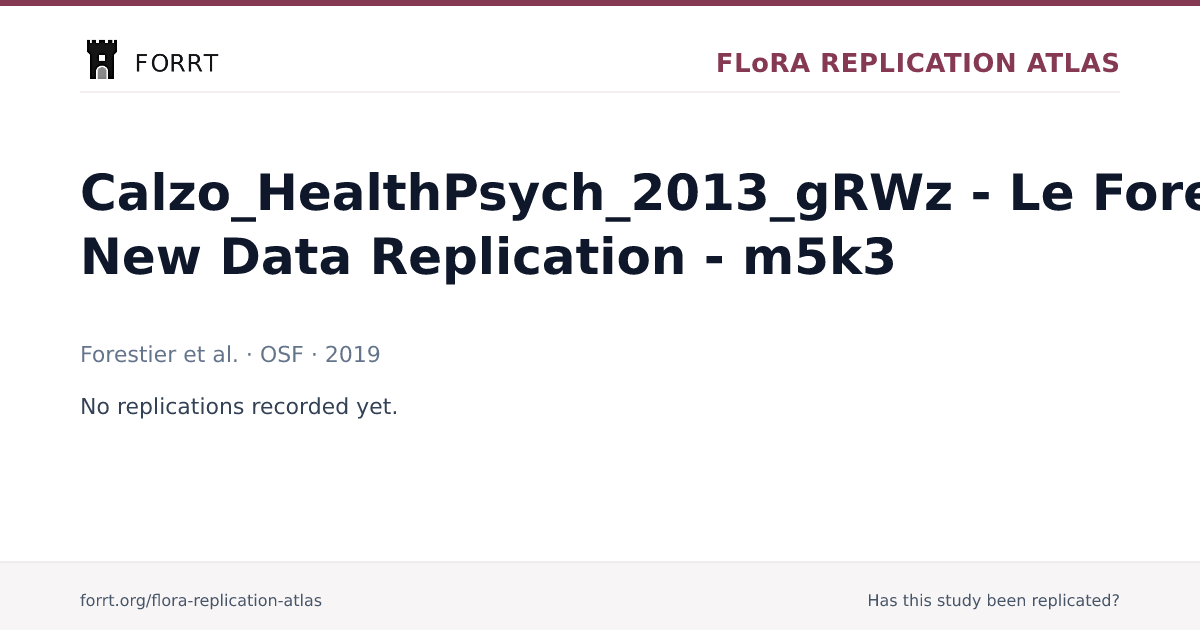 FORRT
FLoRA REPLICATION ATLAS
Calzo_HealthPsych_2013_gRWz - Le Fore
New Data Replication - m5k3
Forestier et al. · OSF · 2019
No replications recorded yet.
forrt.org/flora-replication-atlas
Has this study been replicated?